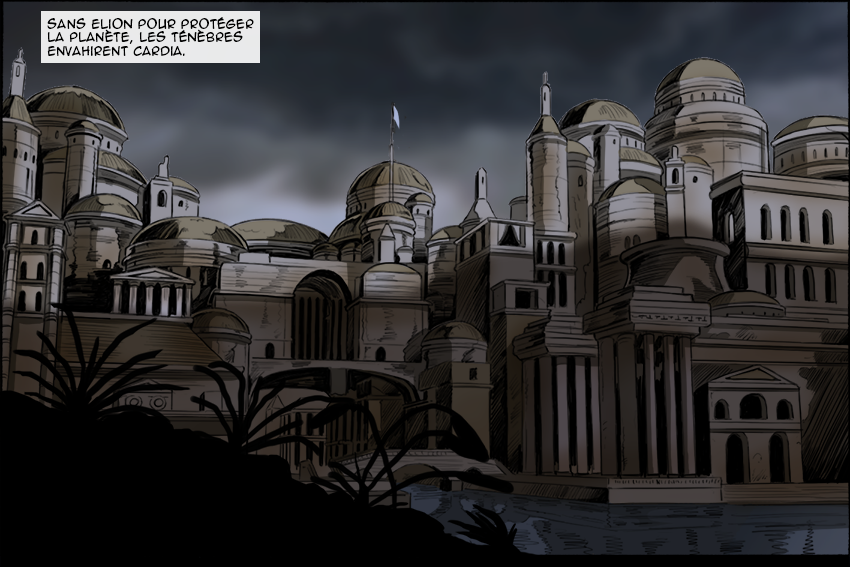 SANS ELION POUR PROTÉGER
LA PLANÈTE, LES TÉNÈBRES
ENVAHIRENT CARDIA.